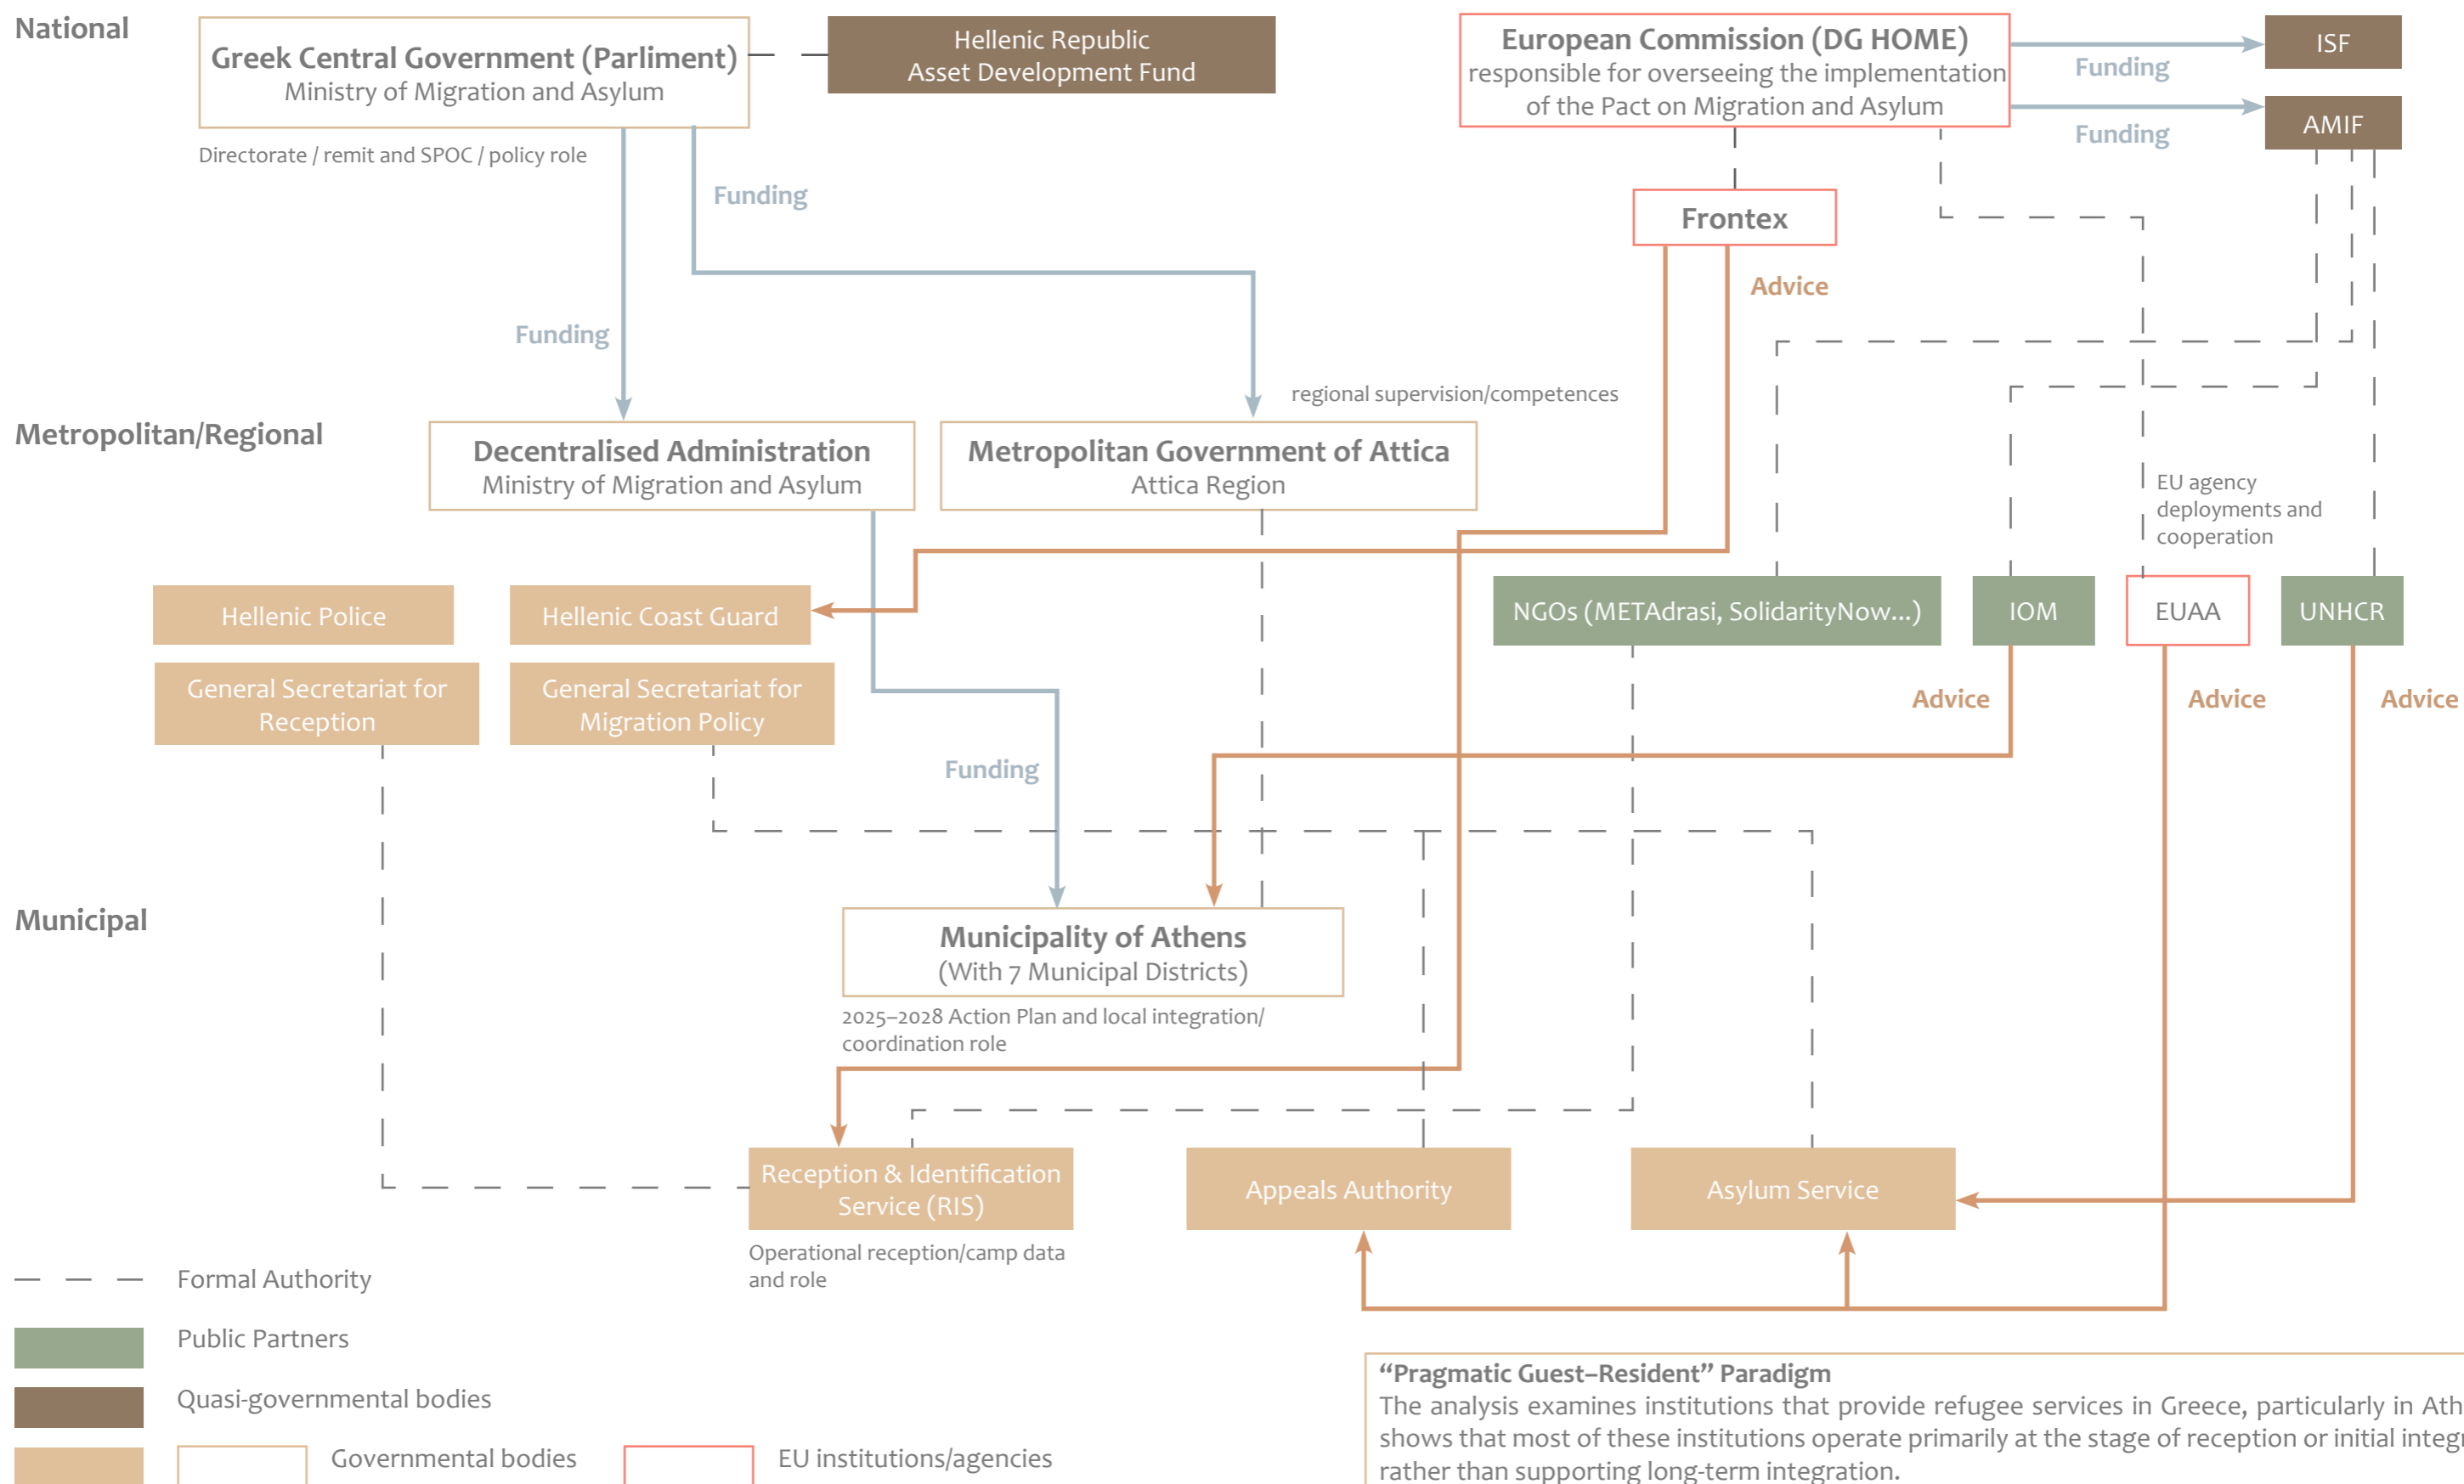 National
Greek Central Government (Parliment)
Ministry of Migration and Asylum
Directorate / remit and SPOC / policy role
Hellenic Republic
Asset Development Fund
European Commission (DG HOME)
responsible for overseeing the implementation
of the Pact on Migration and Asylum
Funding
ISF
Funding
AMIF
Frontex
Funding
Advice
Funding
regional supervision/competences
Metropolitan/Regional
Decentralised Administration
Ministry of Migration and Asylum
Metropolitan Government of Attica
Attica Region
EU agency
deployments and
cooperation
Hellenic Police
Hellenic Coast Guard
NGOs (METAdrasi, SolidarityNow...)
IOM
EUAA
UNHCR
General Secretariat for
Reception
General Secretariat for
Migration Policy
Advice
Advice
Advice
Funding
Municipal
Municipality of Athens
(With 7 Municipal Districts)
2025–2028 Action Plan and local integration/
coordination role
Reception & Identification
Service (RIS)
Appeals Authority
Asylum Service
Operational reception/camp data
and role
Formal Authority
Public Partners
Quasi-governmental bodies
Governmental bodies
EU institutions/agencies
“Pragmatic Guest–Resident” Paradigm
The analysis examines institutions that provide refugee services in Greece, particularly in
shows that most of these institutions operate primarily at the stage of reception or initial
rather than supporting long-term integration.